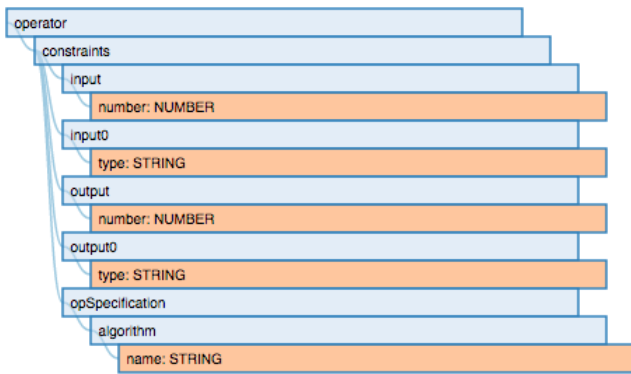 operator
constraints
input
number: NUMBER
input0
type: STRING
output
number: NUMBER
output0
type: STRING
opSpecification
algorithm
name: STRING